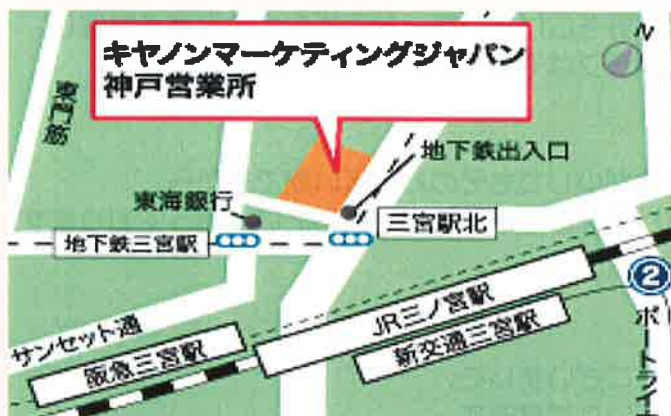 キヤノンマーケティングジャパン
神戸営業所
N
東門筋
地下鉄出入口
東海銀行
三宮駅北
地下鉄三宮駅
2
JR三ノ宮駅
サンセット通
阪急三宮駅
新交通三宮駅
ポートライ